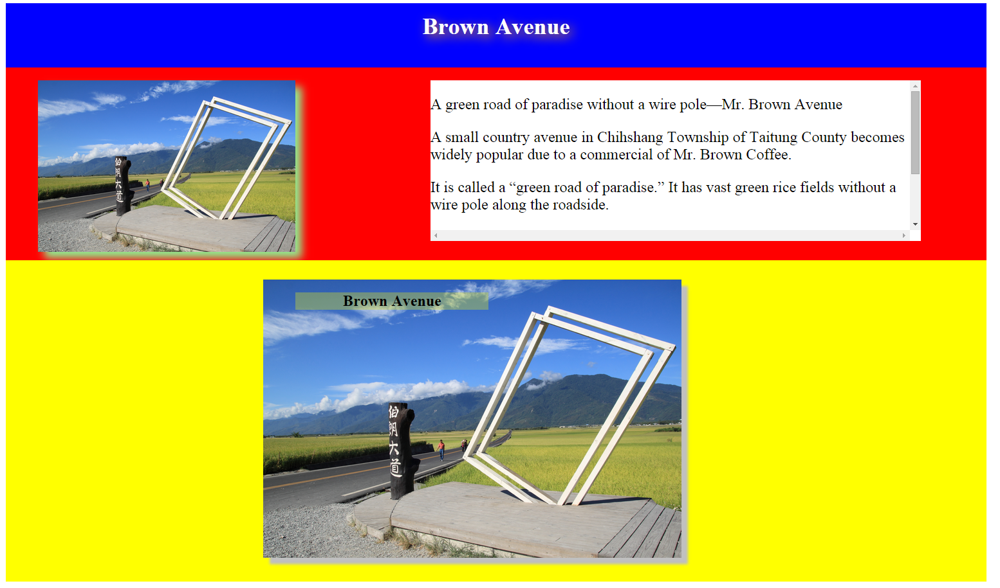 Brown Avenue
伯朗大道
A green road of paradise without a wire pole—Mr. Brown Avenue
A small country avenue in Chihshang Township of Taitung County becomes
widely popular due to a commercial of Mr. Brown Coffee.
It is called a “green road of paradise.” It has vast green rice fields without a
wire pole along the roadside.
Brown Avenue
伯朗大道